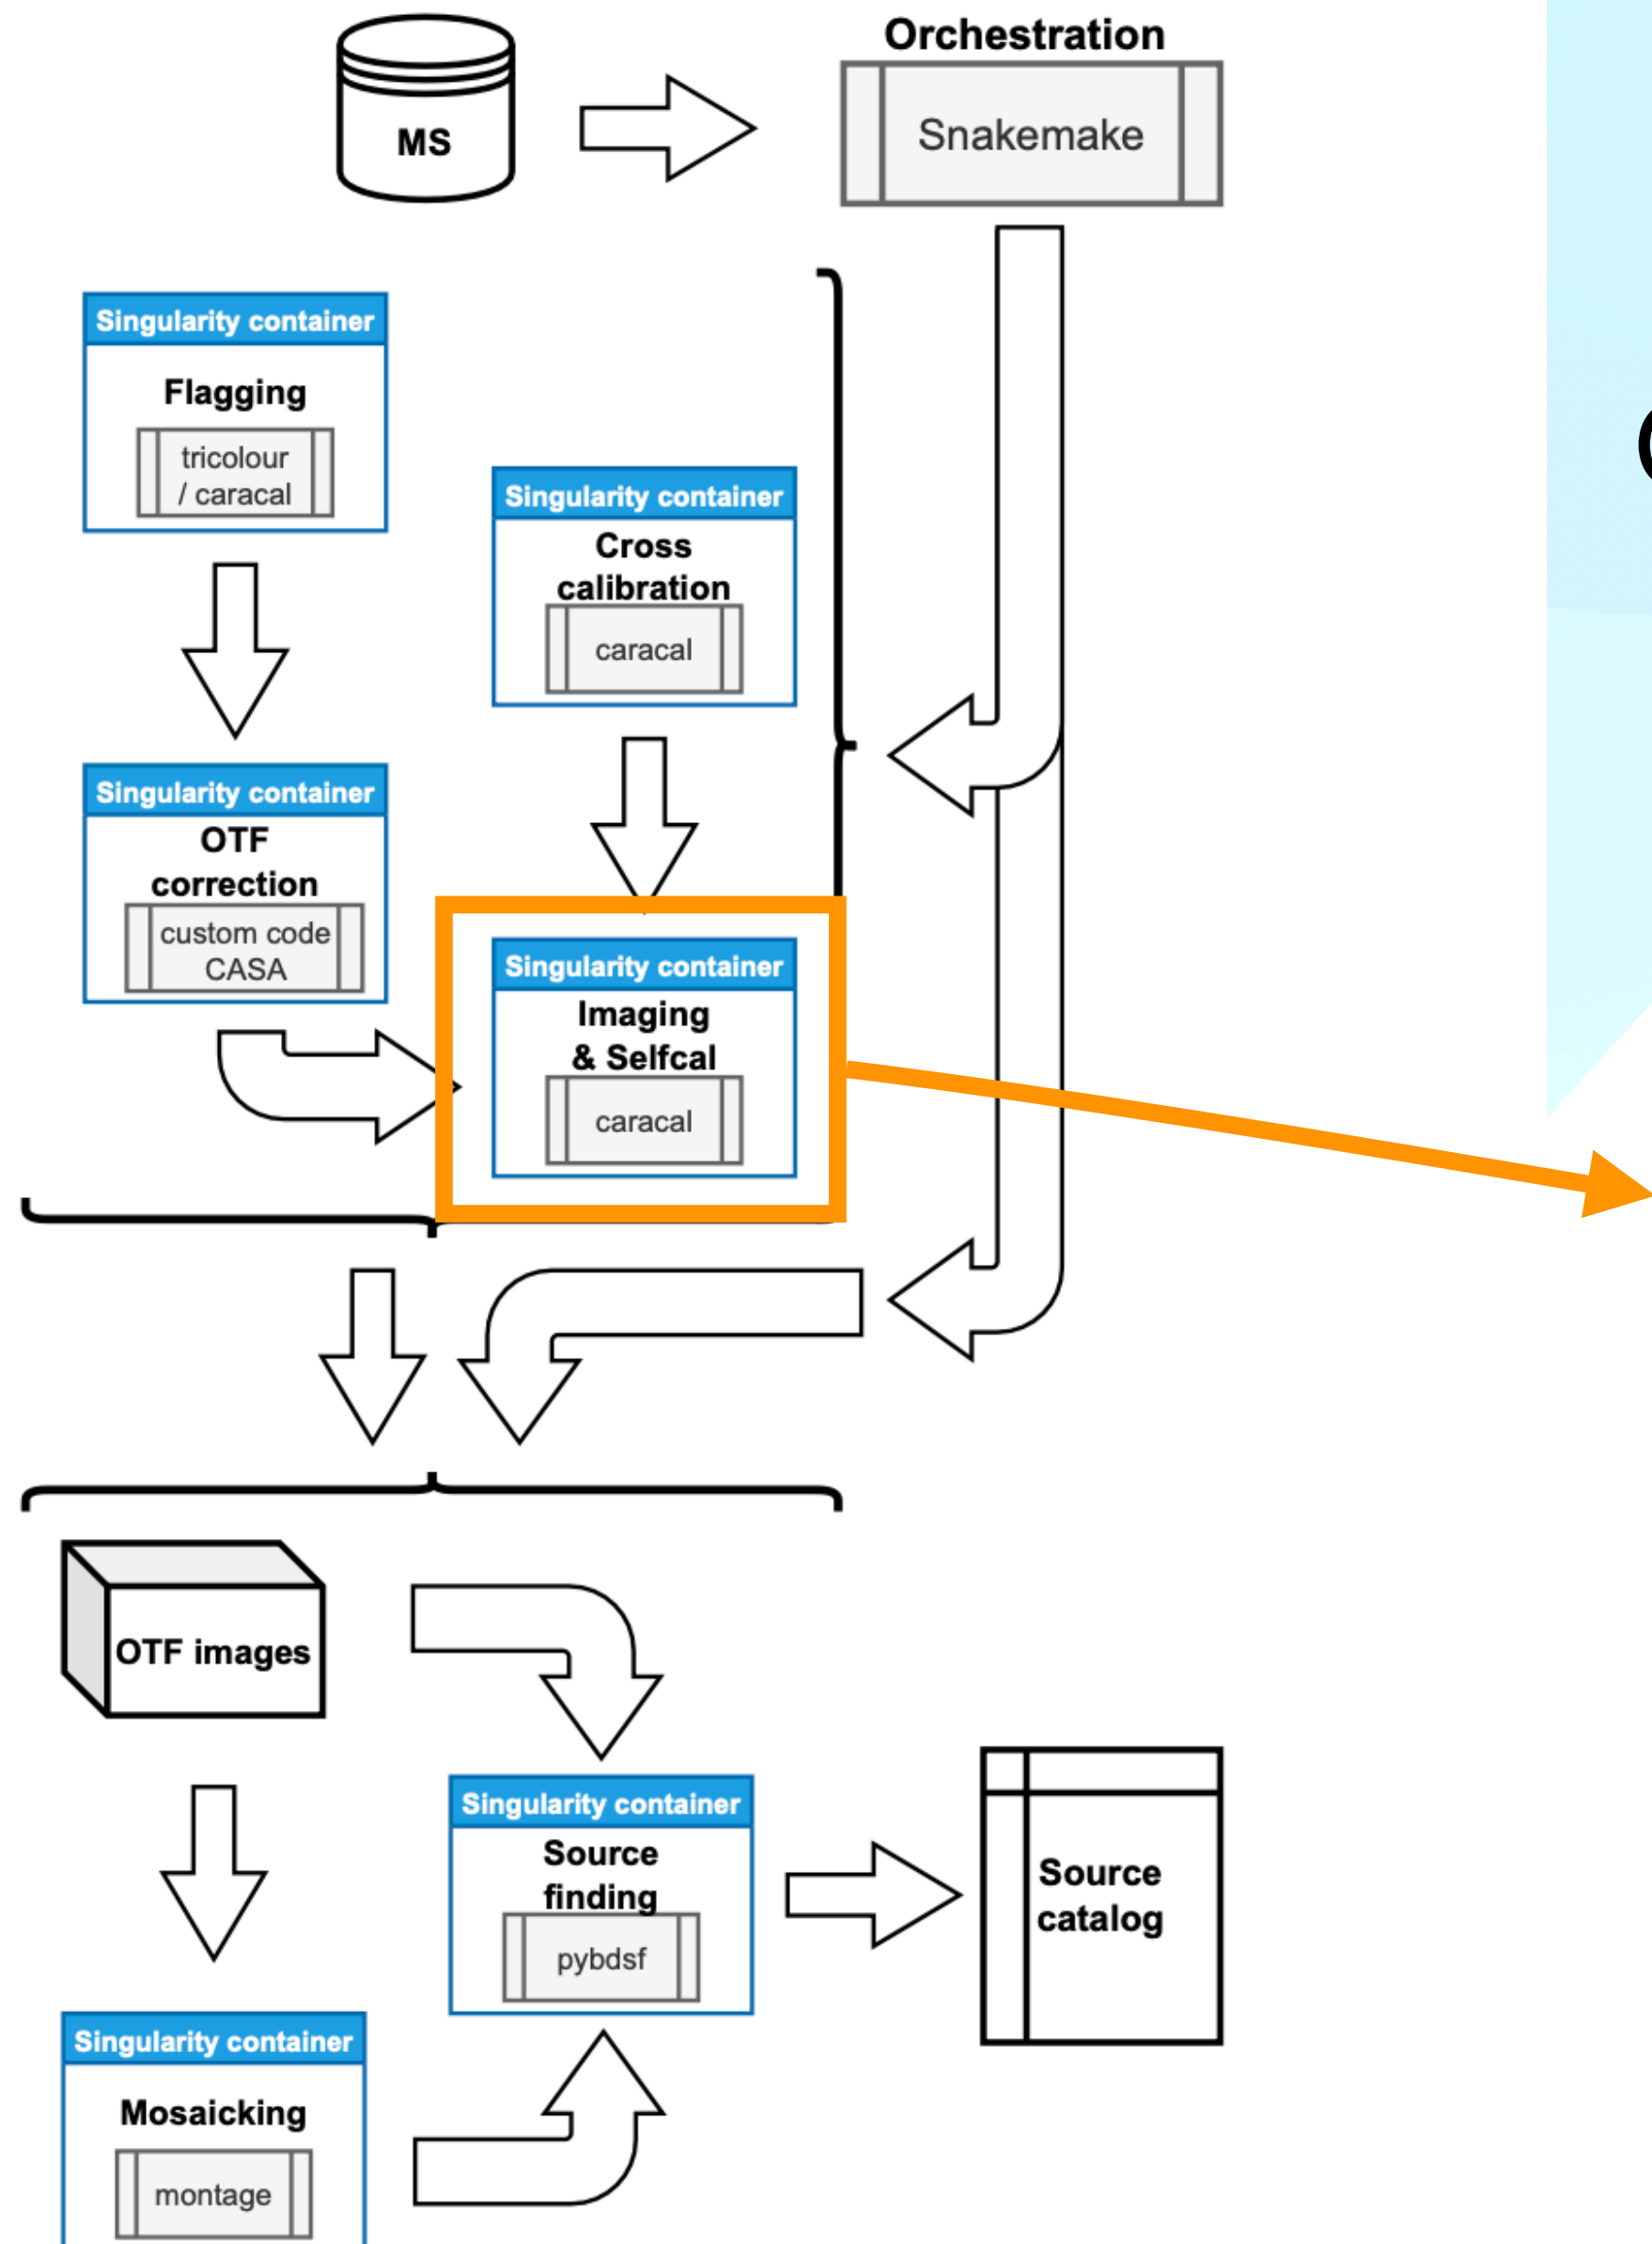 Orchestration
MS
Snakemake
Singularity container
Flagging
tricolour
/ caracal
Singularity container
Cross
calibration
caracal
Singularity container
OTF
correction
custom code
CASA
Singularity container
Imaging
& Selfcal
caracal
OTF images
Singularity container
Source
finding
pybdsf
Source
catalog
Singularity container
Mosaicking
montage